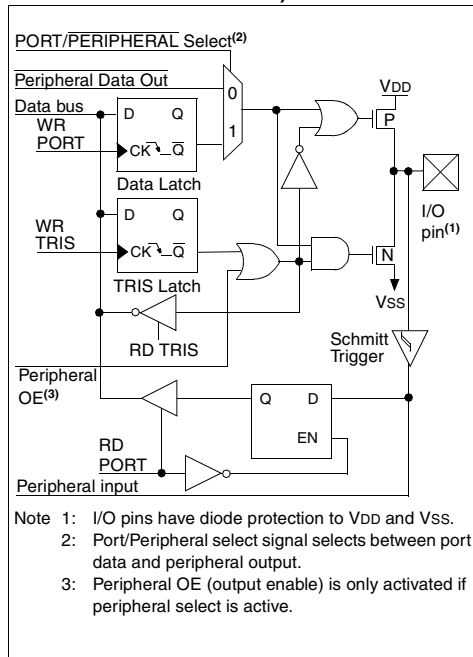 PORT/PERIPHERAL Select(2)
Peripheral Data Out
Data bus
WR
PORT
D Q
CK Q
Data Latch
0
1
VDD
P
I/O
pin(1)
WR
TRIS
D Q
CK Q
TRIS Latch
N
VSS
RD TRIS
Schmitt
Trigger
Peripheral
OE(3)
Q D
EN
RD
PORT
Peripheral input
Note 1: I/O pins have diode protection to VDD and VSS.
2: Port/Peripheral select signal selects between port
data and peripheral output.
3: Peripheral OE (output enable) is only activated if
peripheral select is active.